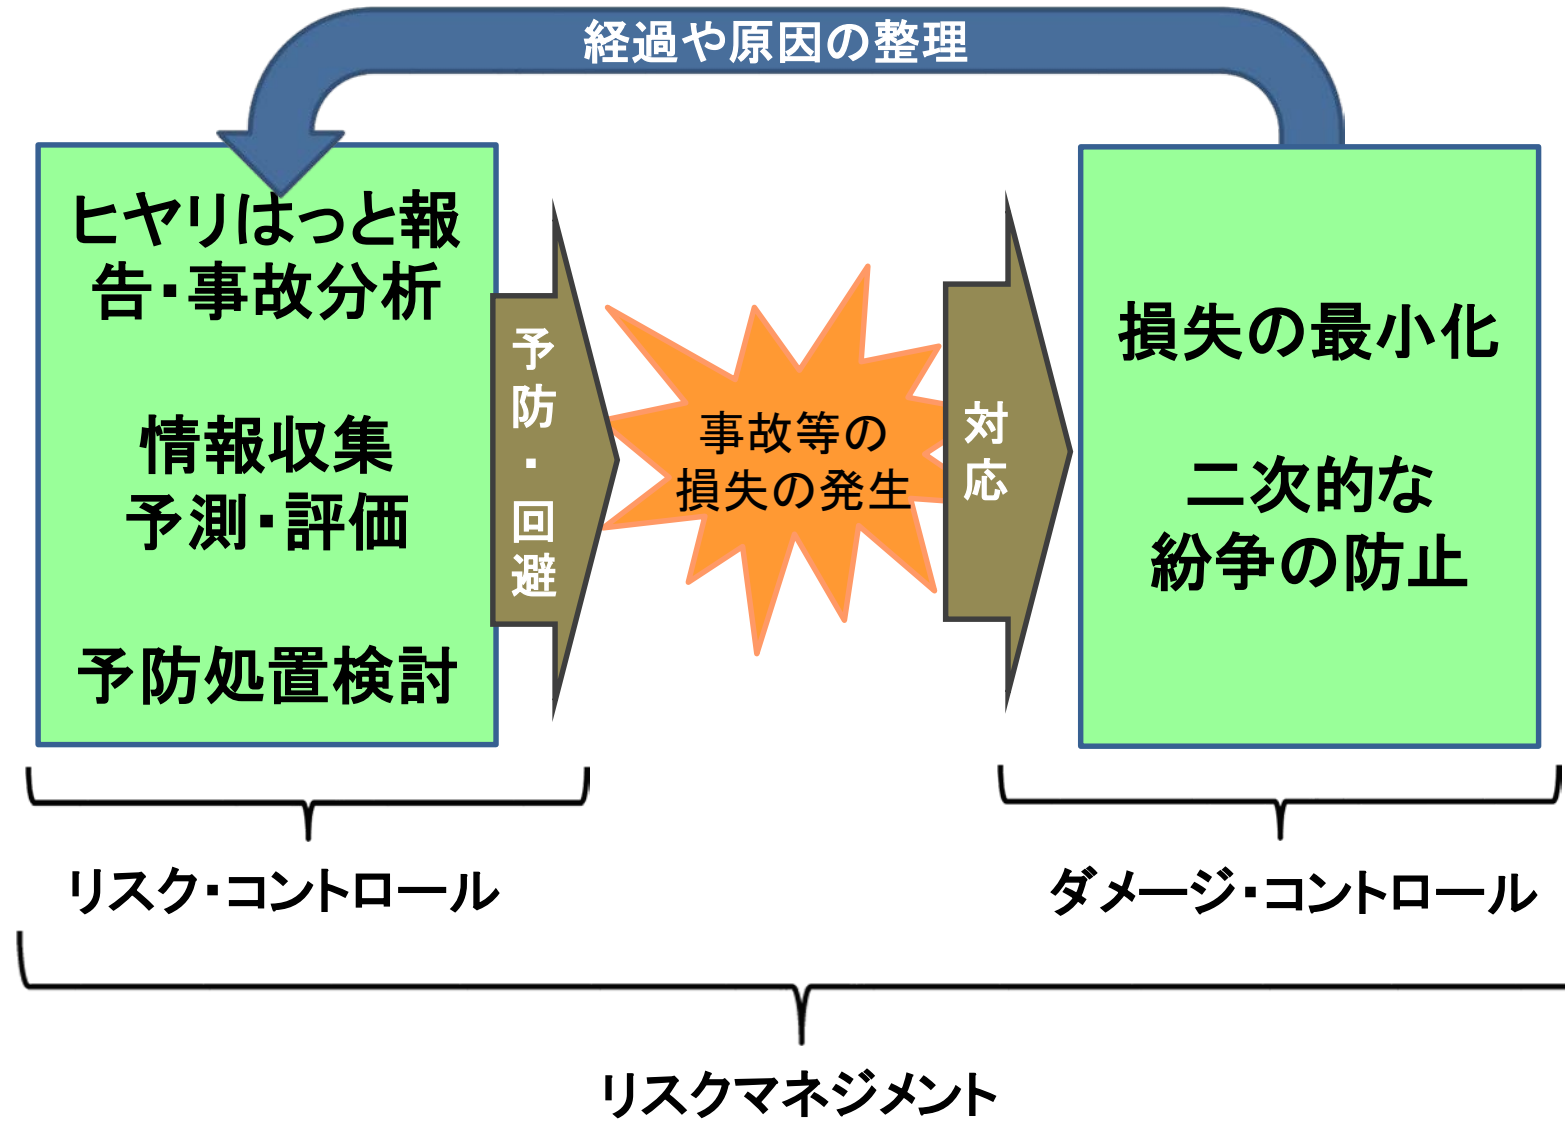 経過や原因の整理
ヒヤリはっと報
告・事故分析
情報収集
予測・評価
予防処置検討
予防・回避
事故等の
損失の発生
対応
損失の最小化
二次的な
紛争の防止
リスク・コントロール
ダメージ・コントロール
リスクマネジメント